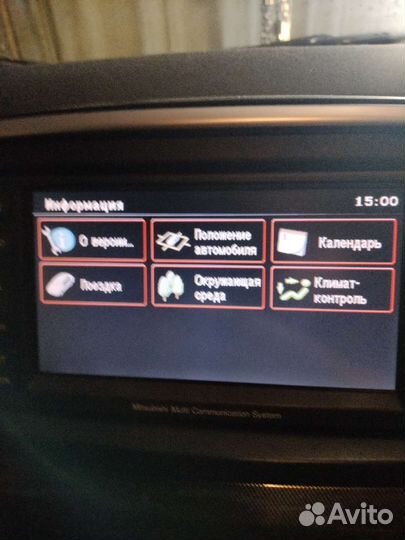 Информация
15:00
О версии..
Положение
автомобиля
Календарь
Поездка
Окружающая
среда
Климат-
контроль
Mitsubishi Multi Communication System
Avito